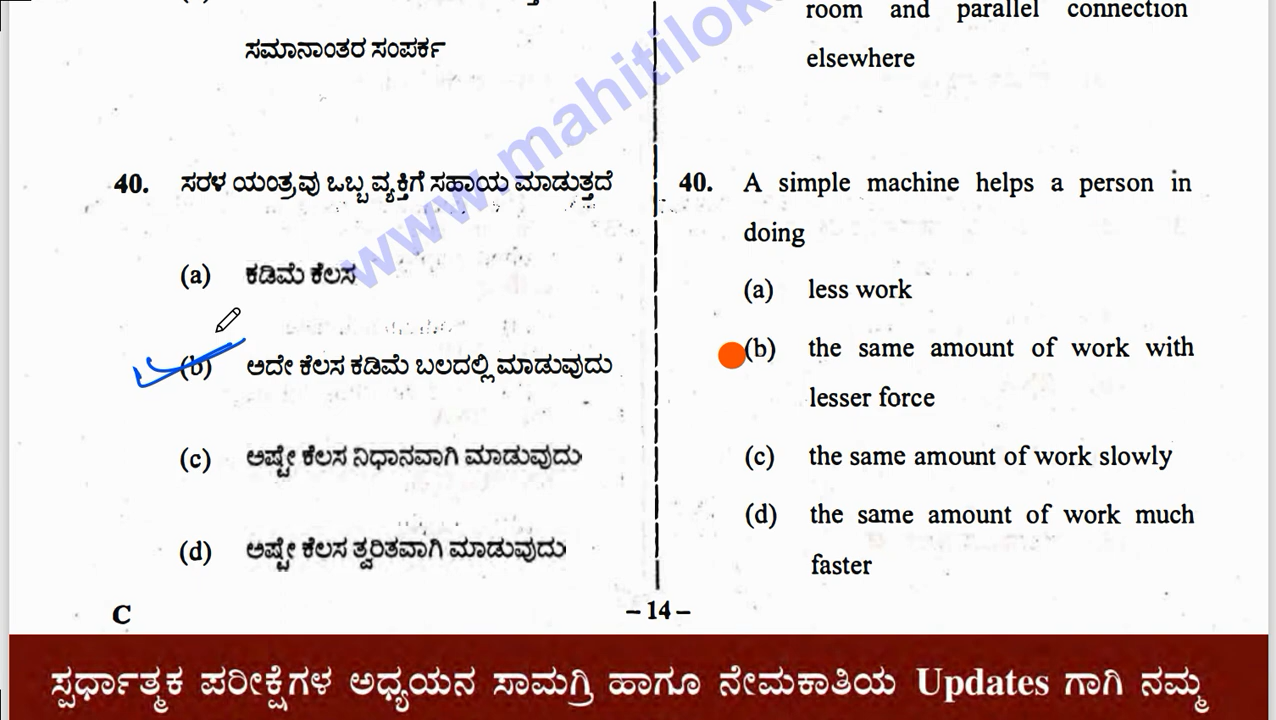 ಸಮಾನಾಂತರ ಸಂಪರ್ಕ
40. ಸರಳ ಯಂತ್ರವು ಒಬ್ಬ ವ್ಯಕ್ತಿಗೆ ಸಹಾಯ ಮಾಡುತ್ತದೆ
(a) ಕಡಿಮೆ ಕೆಲಸ
(b) ಅದೇ ಕೆಲಸ ಕಡಿಮೆ ಬಲದಲ್ಲಿ ಮಾಡುವುದು
(c) ಅಷ್ಟೇ ಕೆಲಸ ನಿಧಾನವಾಗಿ ಮಾಡುವುದು
(d) ಅಷ್ಟೇ ಕೆಲಸ ತ್ವರಿತವಾಗಿ ಮಾಡುವುದು
room and parallel connection
elsewhere
40. A simple machine helps a person in
doing
(a) less work
(b) the same amount of work with
lesser force
(c) the same amount of work slowly
(d) the same amount of work much
faster
C
– 14 –
www.mahitilok
ಸ್ಪರ್ಧಾತ್ಮಕ ಪರೀಕ್ಷೆಗಳ ಅಧ್ಯಯನ ಸಾಮಗ್ರಿ ಹಾಗೂ ನೇಮಕಾತಿಯ Updates ಗಾಗಿ ನಮ್ಮ